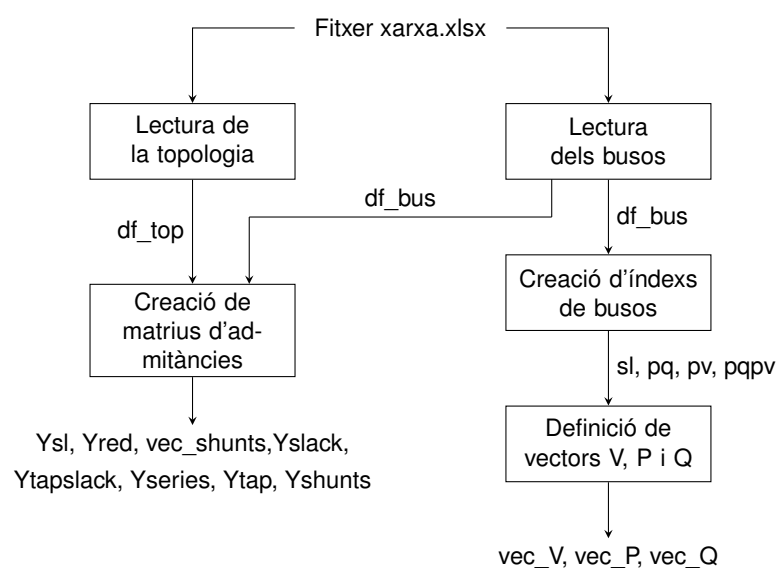 Fitxer xarxa.xlsx
Lectura de
la topologia
Lectura
dels busos
df_bus
df_top
df_bus
Creació de
matrius d'ad-
mitàncies
Creació d'índexs
de busos
sl, pq, pv, pqpv
Ysl, Yred, vec_shunts,Yslack,
Ytapslack, Yseries, Ytap, Yshunts
Definició de
vectors V, P i Q
vec_V, vec_P, vec_Q